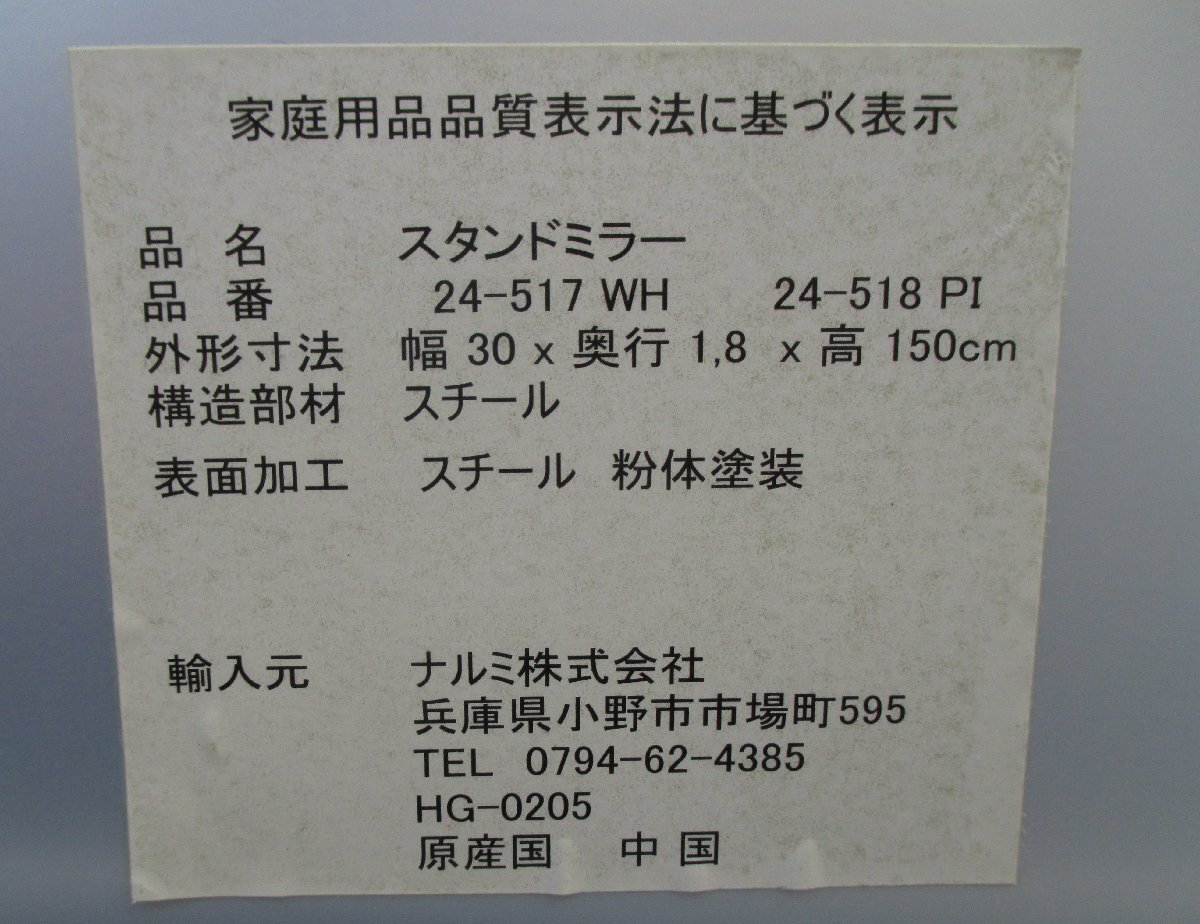 家庭用品品質表示法に基づく表示
品 名 スタンドミラー
品 番 24-517 WH 24-518 PI
外形寸法 幅 30 x 奥行 1,8 x 高 150cm
構造部材 スチール
表面加工 スチール 粉体塗装
輸入元 ナルミ株式会社
兵庫県小野市市場町595
TEL 0794-62-4385
HG-0205
原産国 中国